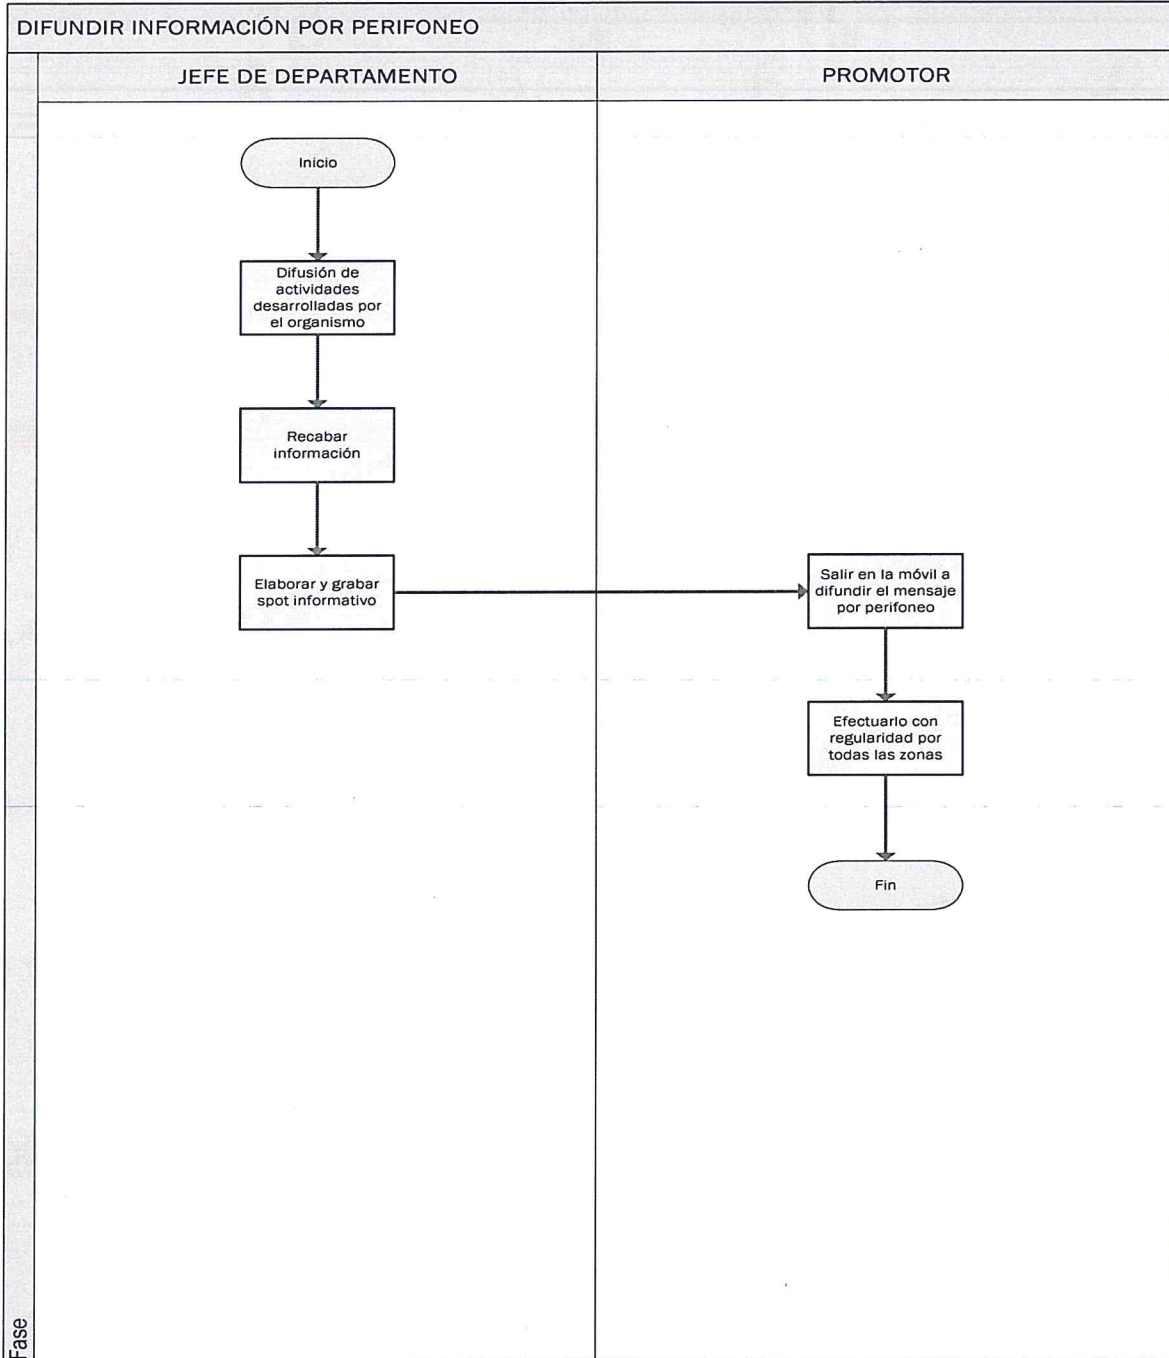 DIFUNDIR INFORMACIÓN POR PERIFONEO
JEFE DE DEPARTAMENTO
PROMOTOR
Inicio
Difusión de
actividades
desarrolladas por
el organismo
Recabar
información
Elaborar y grabar
spot informativo
Salir en la móvil a
difundir el mensaje
por perifoneo
Efectuarlo con
regularidad por
todas las zonas
Fin
Fase